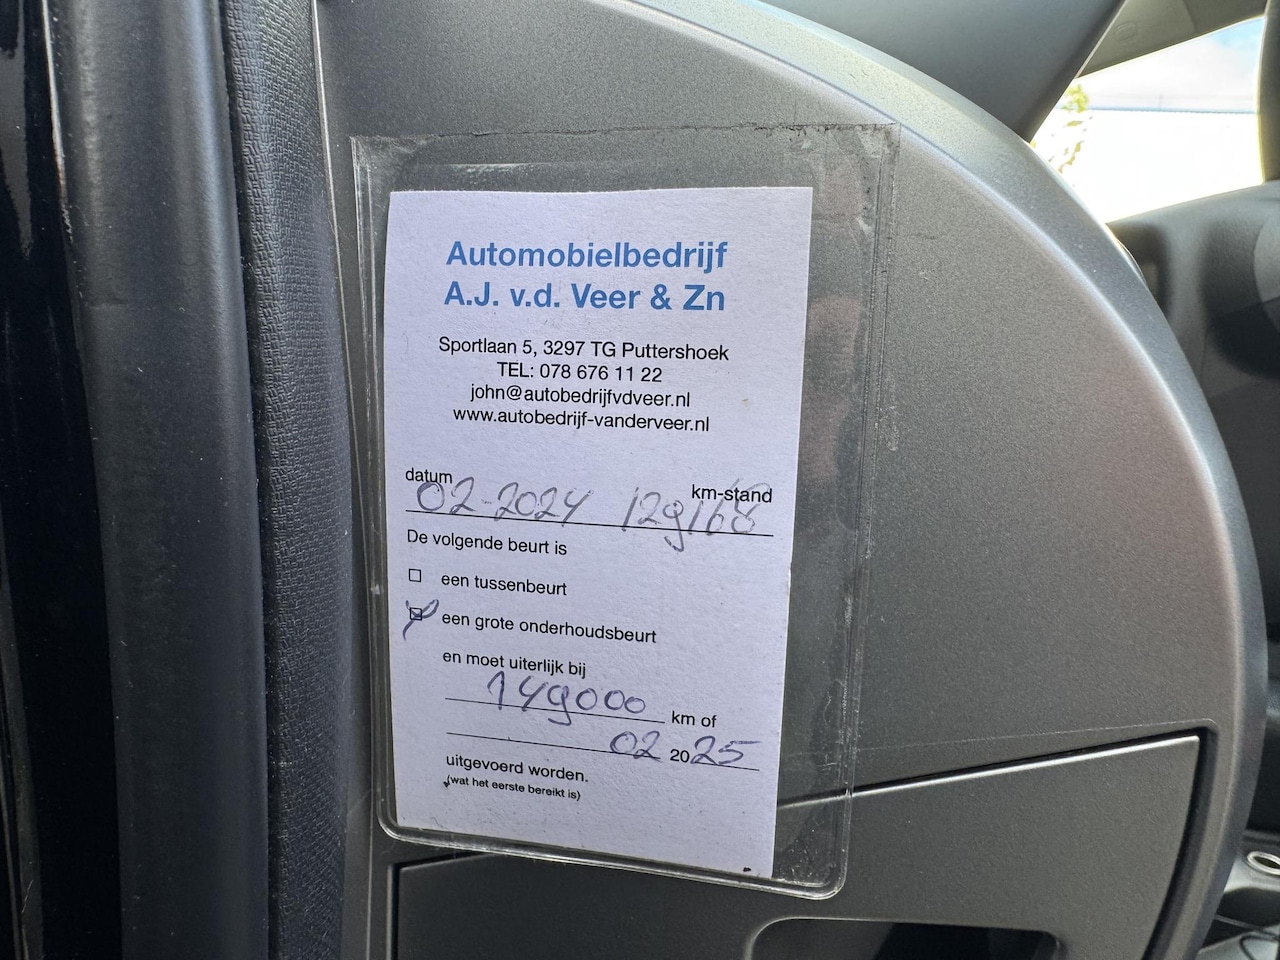 Automobielbedrijf
A.J. v.d. Veer & Zn
Sportlaan 5, 3297 TG Puttershoek
TEL: 078 676 11 22
john@autobedrijfvdveer.nl
www.autobedrijf-vanderveer.nl
datum km-stand
02-2024 129168
De volgende beurt is
een tussenbeurt
een grote onderhoudsbeurt
en moet uiterlijk bij
149000 km of
02 2025
uitgevoerd worden.
(wat het eerste bereikt is)